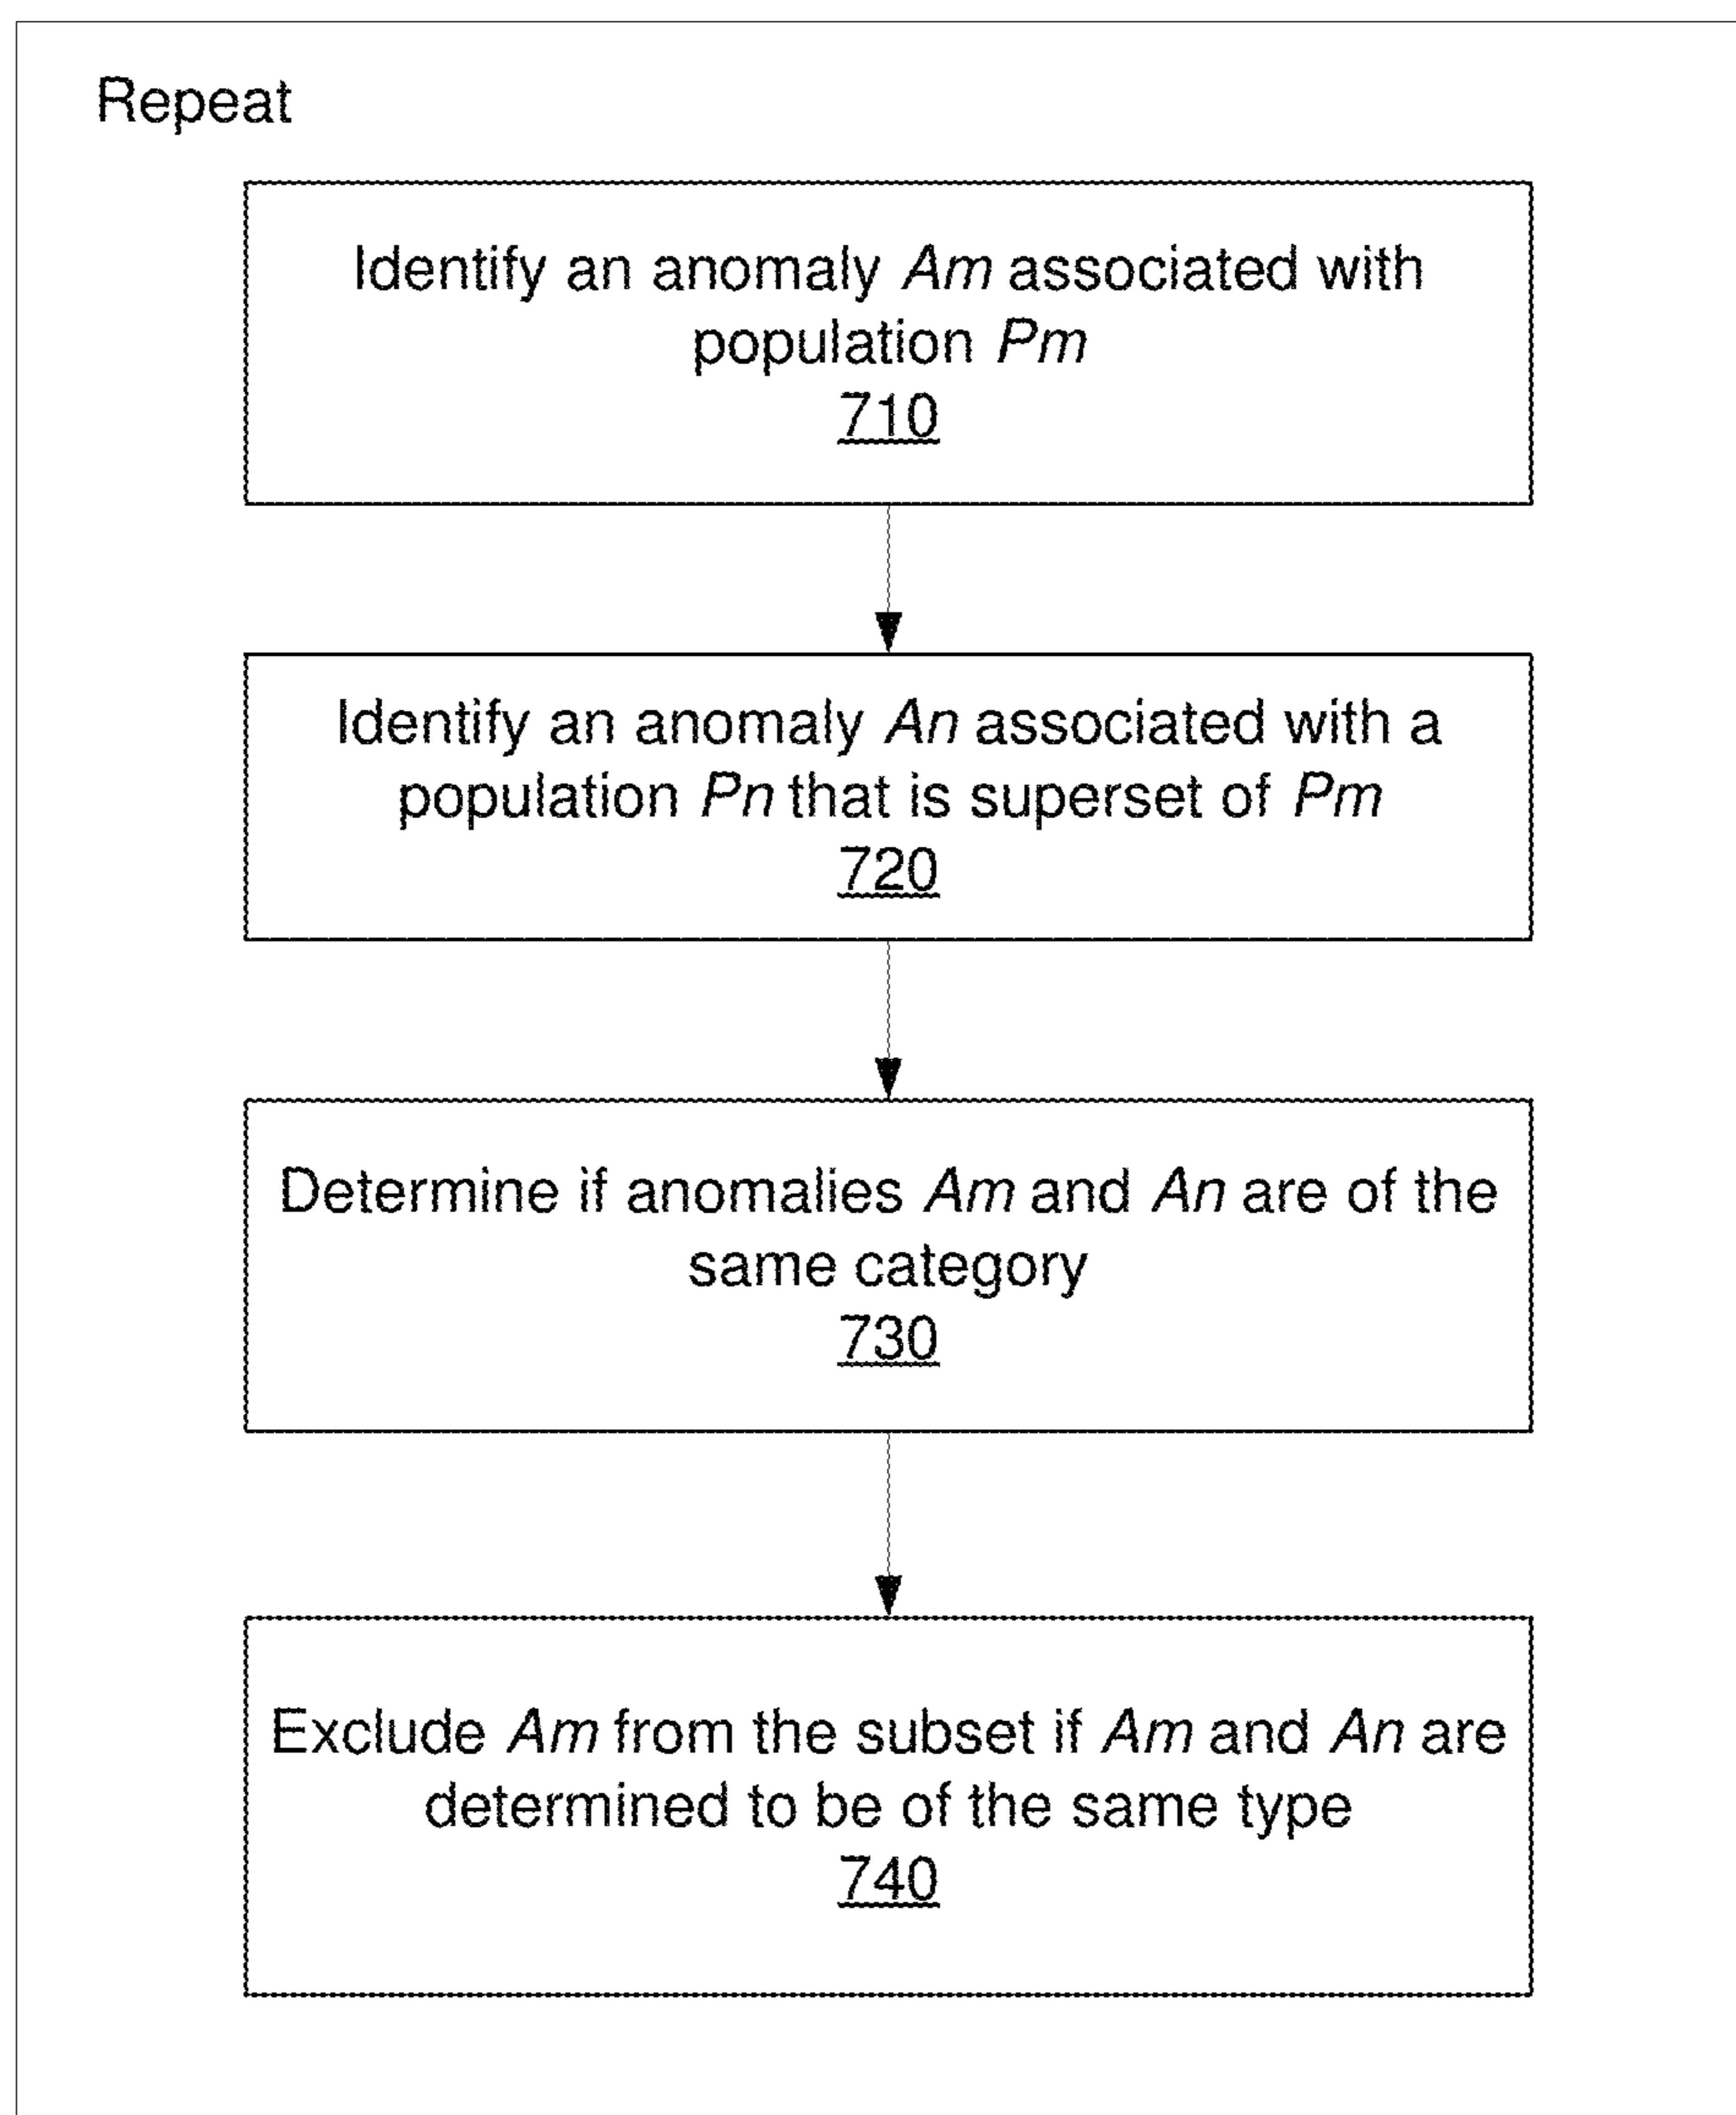 Repeat
Identify an anomaly Am associated with
population Pm
710
Identify an anomaly An associated with a
population Pn that is superset of Pm
720
Determine if anomalies Am and An are of the
same category
730
Exclude Am from the subset if Am and An are
determined to be of the same type
740